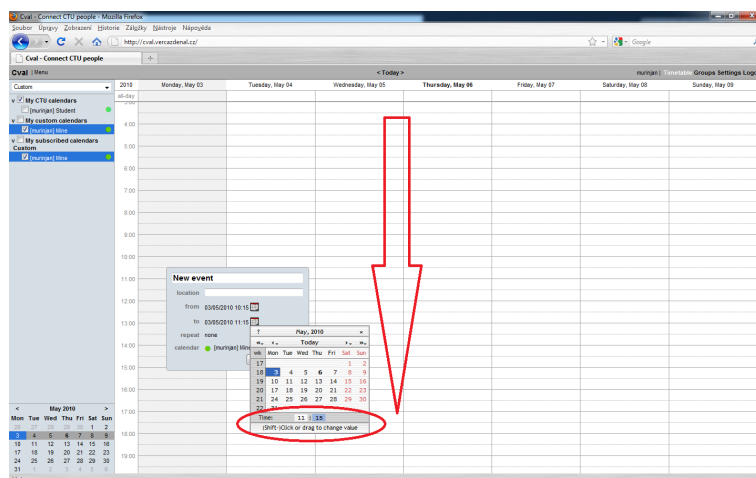 Cval - Connect CTU people - Mozilla Firefox
Soubor Úpravy Zobrazení Historie Záložky Nástroje Nápověda
http://cval.vercazdenal.cz/
Google
Cval - Connect CTU people
Cval | Menu
< Today >
murinjan | Timetable Groups Settings Logo
Custom
2010
Monday, May 03
Tuesday, May 04
Wednesday, May 05
Thursday, May 06
Friday, May 07
Saturday, May 08
Sunday, May 09
all-day
v My CTU calendars
[murinjan] Student
v My custom calendars
[murinjan] Mine
v My subscribed calendars
Custom
[murinjan] Mine
4:00
5:00
6:00
7:00
8:00
9:00
10:00
11:00
12:00
13:00
14:00
15:00
16:00
17:00
18:00
19:00
New event
location
from 03/05/2010 10:15
to 03/05/2010 11:15
repeat none
calendar [murinjan] Mine
? May, 2010 ×
«, ‹, Today ›, »,
wk Mon Tue Wed Thu Fri Sat Sun
17 1 2
18 3 4 5 6 7 8 9
19 10 11 12 13 14 15 16
20 17 18 19 20 21 22 23
21 24 25 26 27 28 29 30
22 31
Time: 11 : 15
(Shift-)Click or drag to change value
< May 2010 >
Mon Tue Wed Thu Fri Sat Sun
26 27 28 29 30 1 2
3 4 5 6 7 8 9
10 11 12 13 14 15 16
17 18 19 20 21 22 23
24 25 26 27 28 29 30
31 1 2 3 4 5 6